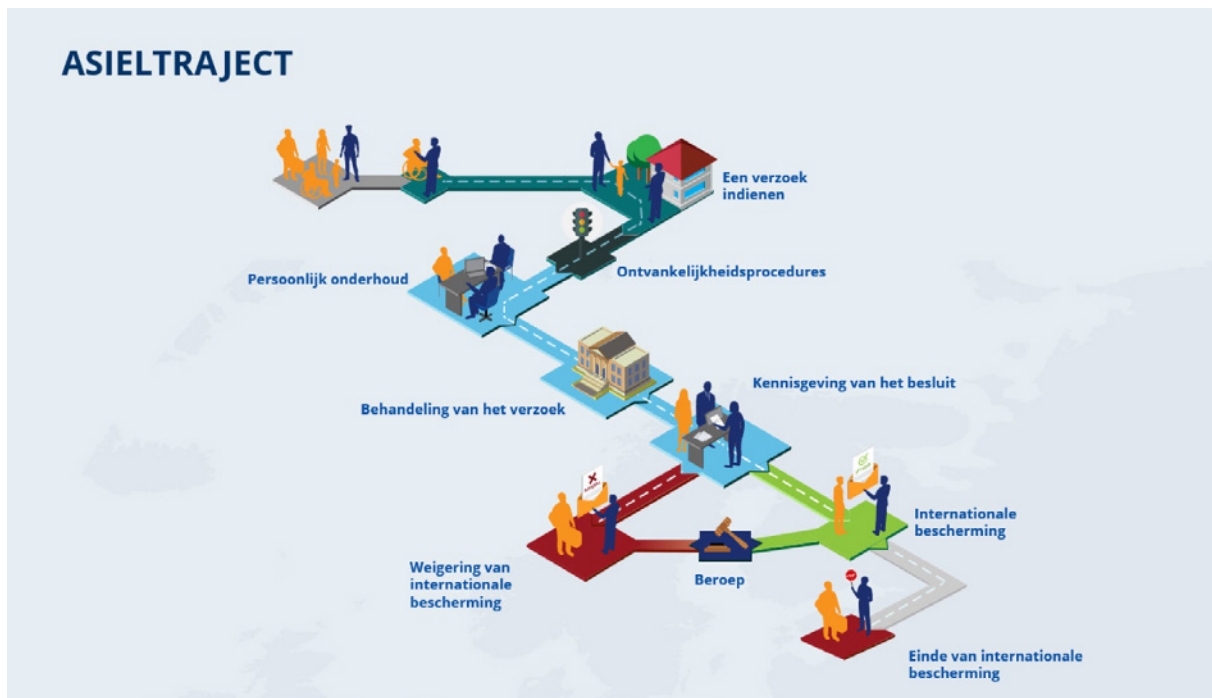 ASIELTRAJECT
Een verzoek
indienen
Ontvankelijkheidsprocedures
Persoonlijk onderhoud
Behandeling van het verzoek
Kennisgeving van het besluit
Internationale
bescherming
Weigering van
internationale
bescherming
Beroep
Einde van internationale
bescherming